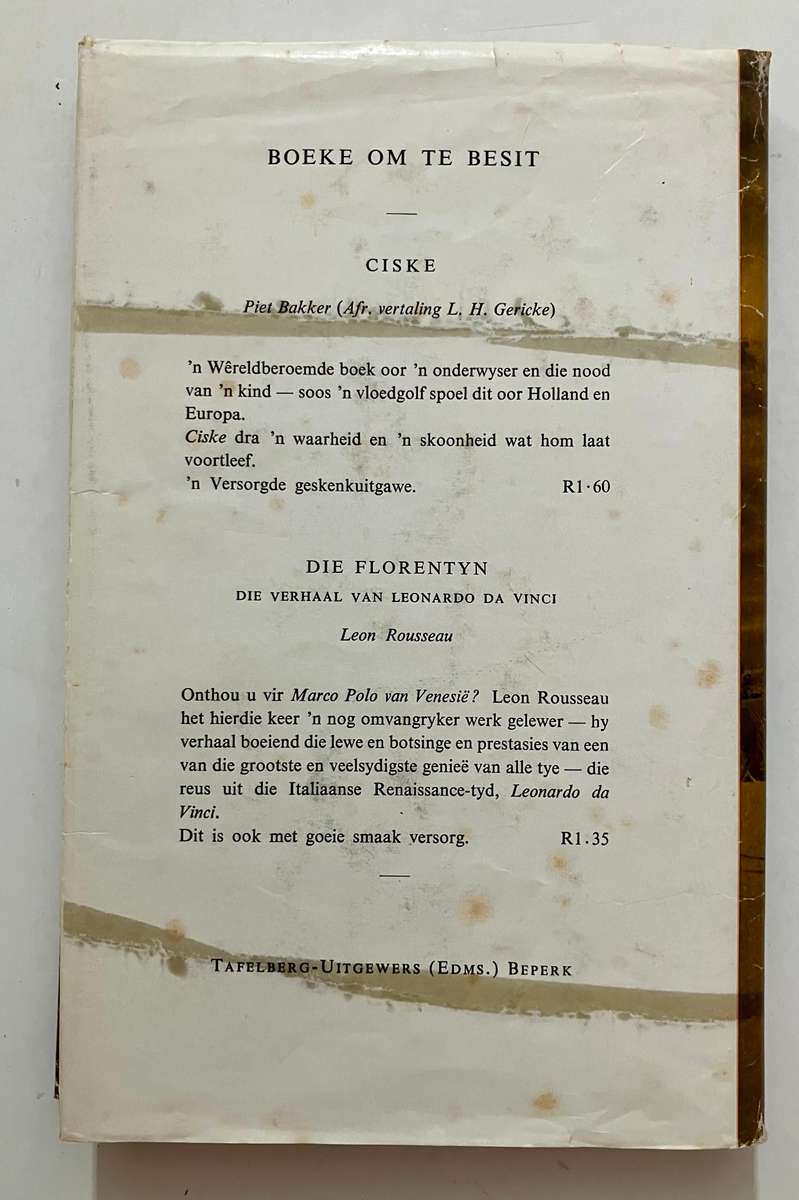 BOEKE OM TE BESIT
CISKE
Piet Bakker (Afr. vertaling L. H. Gericke)
'n Wêreldberoemde boek oor 'n onderwyser en die nood
van 'n kind — soos 'n vloedgolf spoel dit oor Holland en
Europa.
Ciske dra 'n waarheid en 'n skoonheid wat hom laat
voortleef.
'n Versorgde geskenkuitgawe. R1·60
DIE FLORENTYN
DIE VERHAAL VAN LEONARDO DA VINCI
Leon Rousseau
Onthou u vir Marco Polo van Venesië? Leon Rousseau
het hierdie keer 'n nog omvangryker werk gelewer — hy
verhaal boeiend die lewe en botsinge en prestasies van een
van die grootste en veelsydigste genieë van alle tye — die
reus uit die Italiaanse Renaissance-tyd, Leonardo da
Vinci.
Dit is ook met goeie smaak versorg. R1.35
TAFELBERG-UITGEWERS (EDMS.) BEPERK